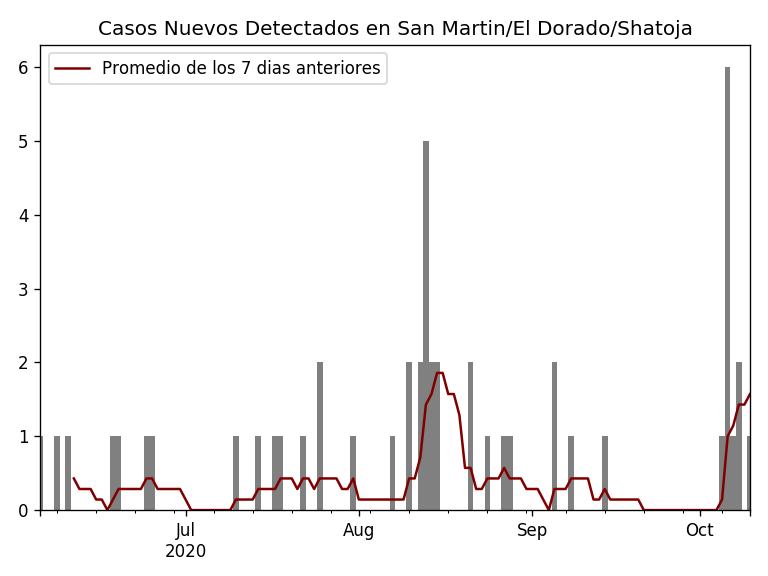 Casos Nuevos Detectados en San Martin/El Dorado/Shatoja
Promedio de los 7 dias anteriores
6
5
4
3
2
1
0
Jul
2020
Aug
Sep
Oct